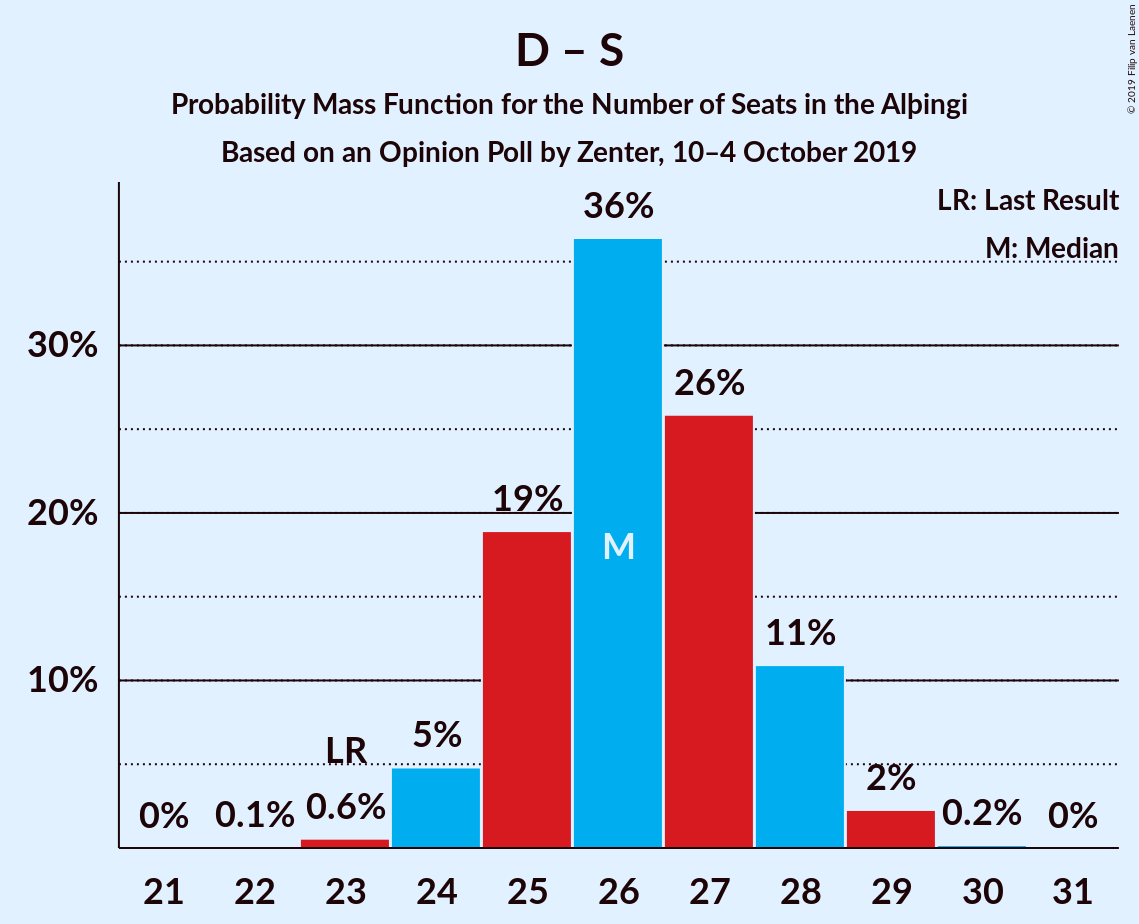 D – S
Probability Mass Function for the Number of Seats in the Alþingi
Based on an Opinion Poll by Zenter, 10–4 October 2019
© 2019 Filip van Laenen
LR: Last Result
M: Median
36%
30%
26%
20%
19%
M
11%
10%
5%
LR
2%
0%
0.1%
0.6%
0.2%
0%
21 22 23 24 25 26 27 28 29 30 31